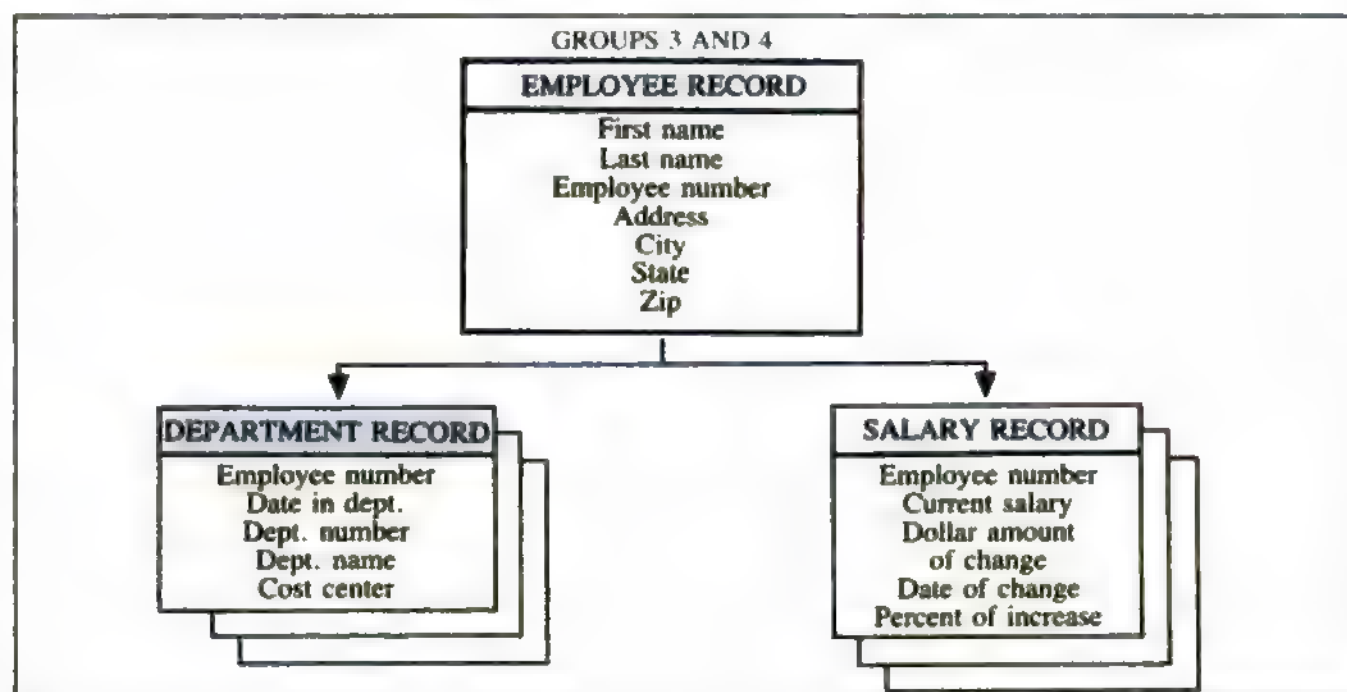 GROUPS 3 AND 4
EMPLOYEE RECORD
First name
Last name
Employee number
Address
City
State
Zip
DEPARTMENT RECORD
Employee number
Date in dept.
Dept. number
Dept. name
Cost center
SALARY RECORD
Employee number
Current salary
Dollar amount
of change
Date of change
Percent of increase